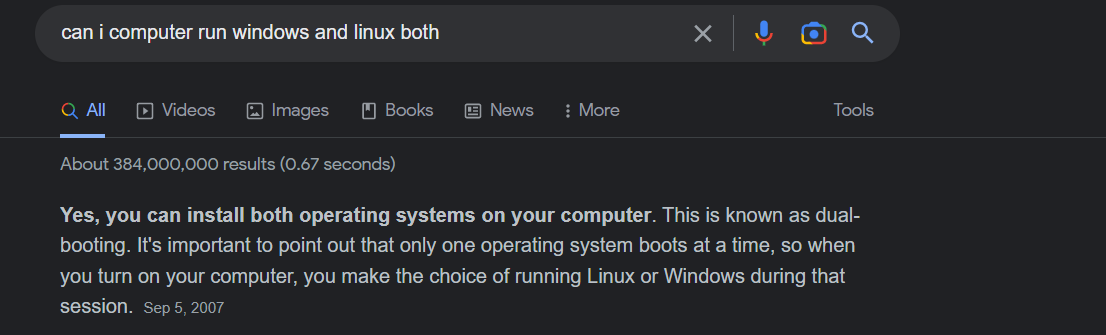 can i computer run windows and linux both
All Videos Images Books News More Tools
About 384,000,000 results (0.67 seconds)
Yes, you can install both operating systems on your computer. This is known as dual-
booting. It's important to point out that only one operating system boots at a time, so when
you turn on your computer, you make the choice of running Linux or Windows during that
session. Sep 5, 2007